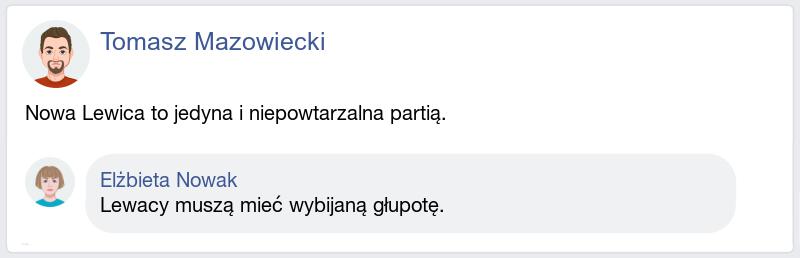 Tomasz Mazowiecki
Nowa Lewica to jedyna i niepowtarzalna partią.
Elżbieta Nowak
Lewacy muszą mieć wybijaną głupotę.